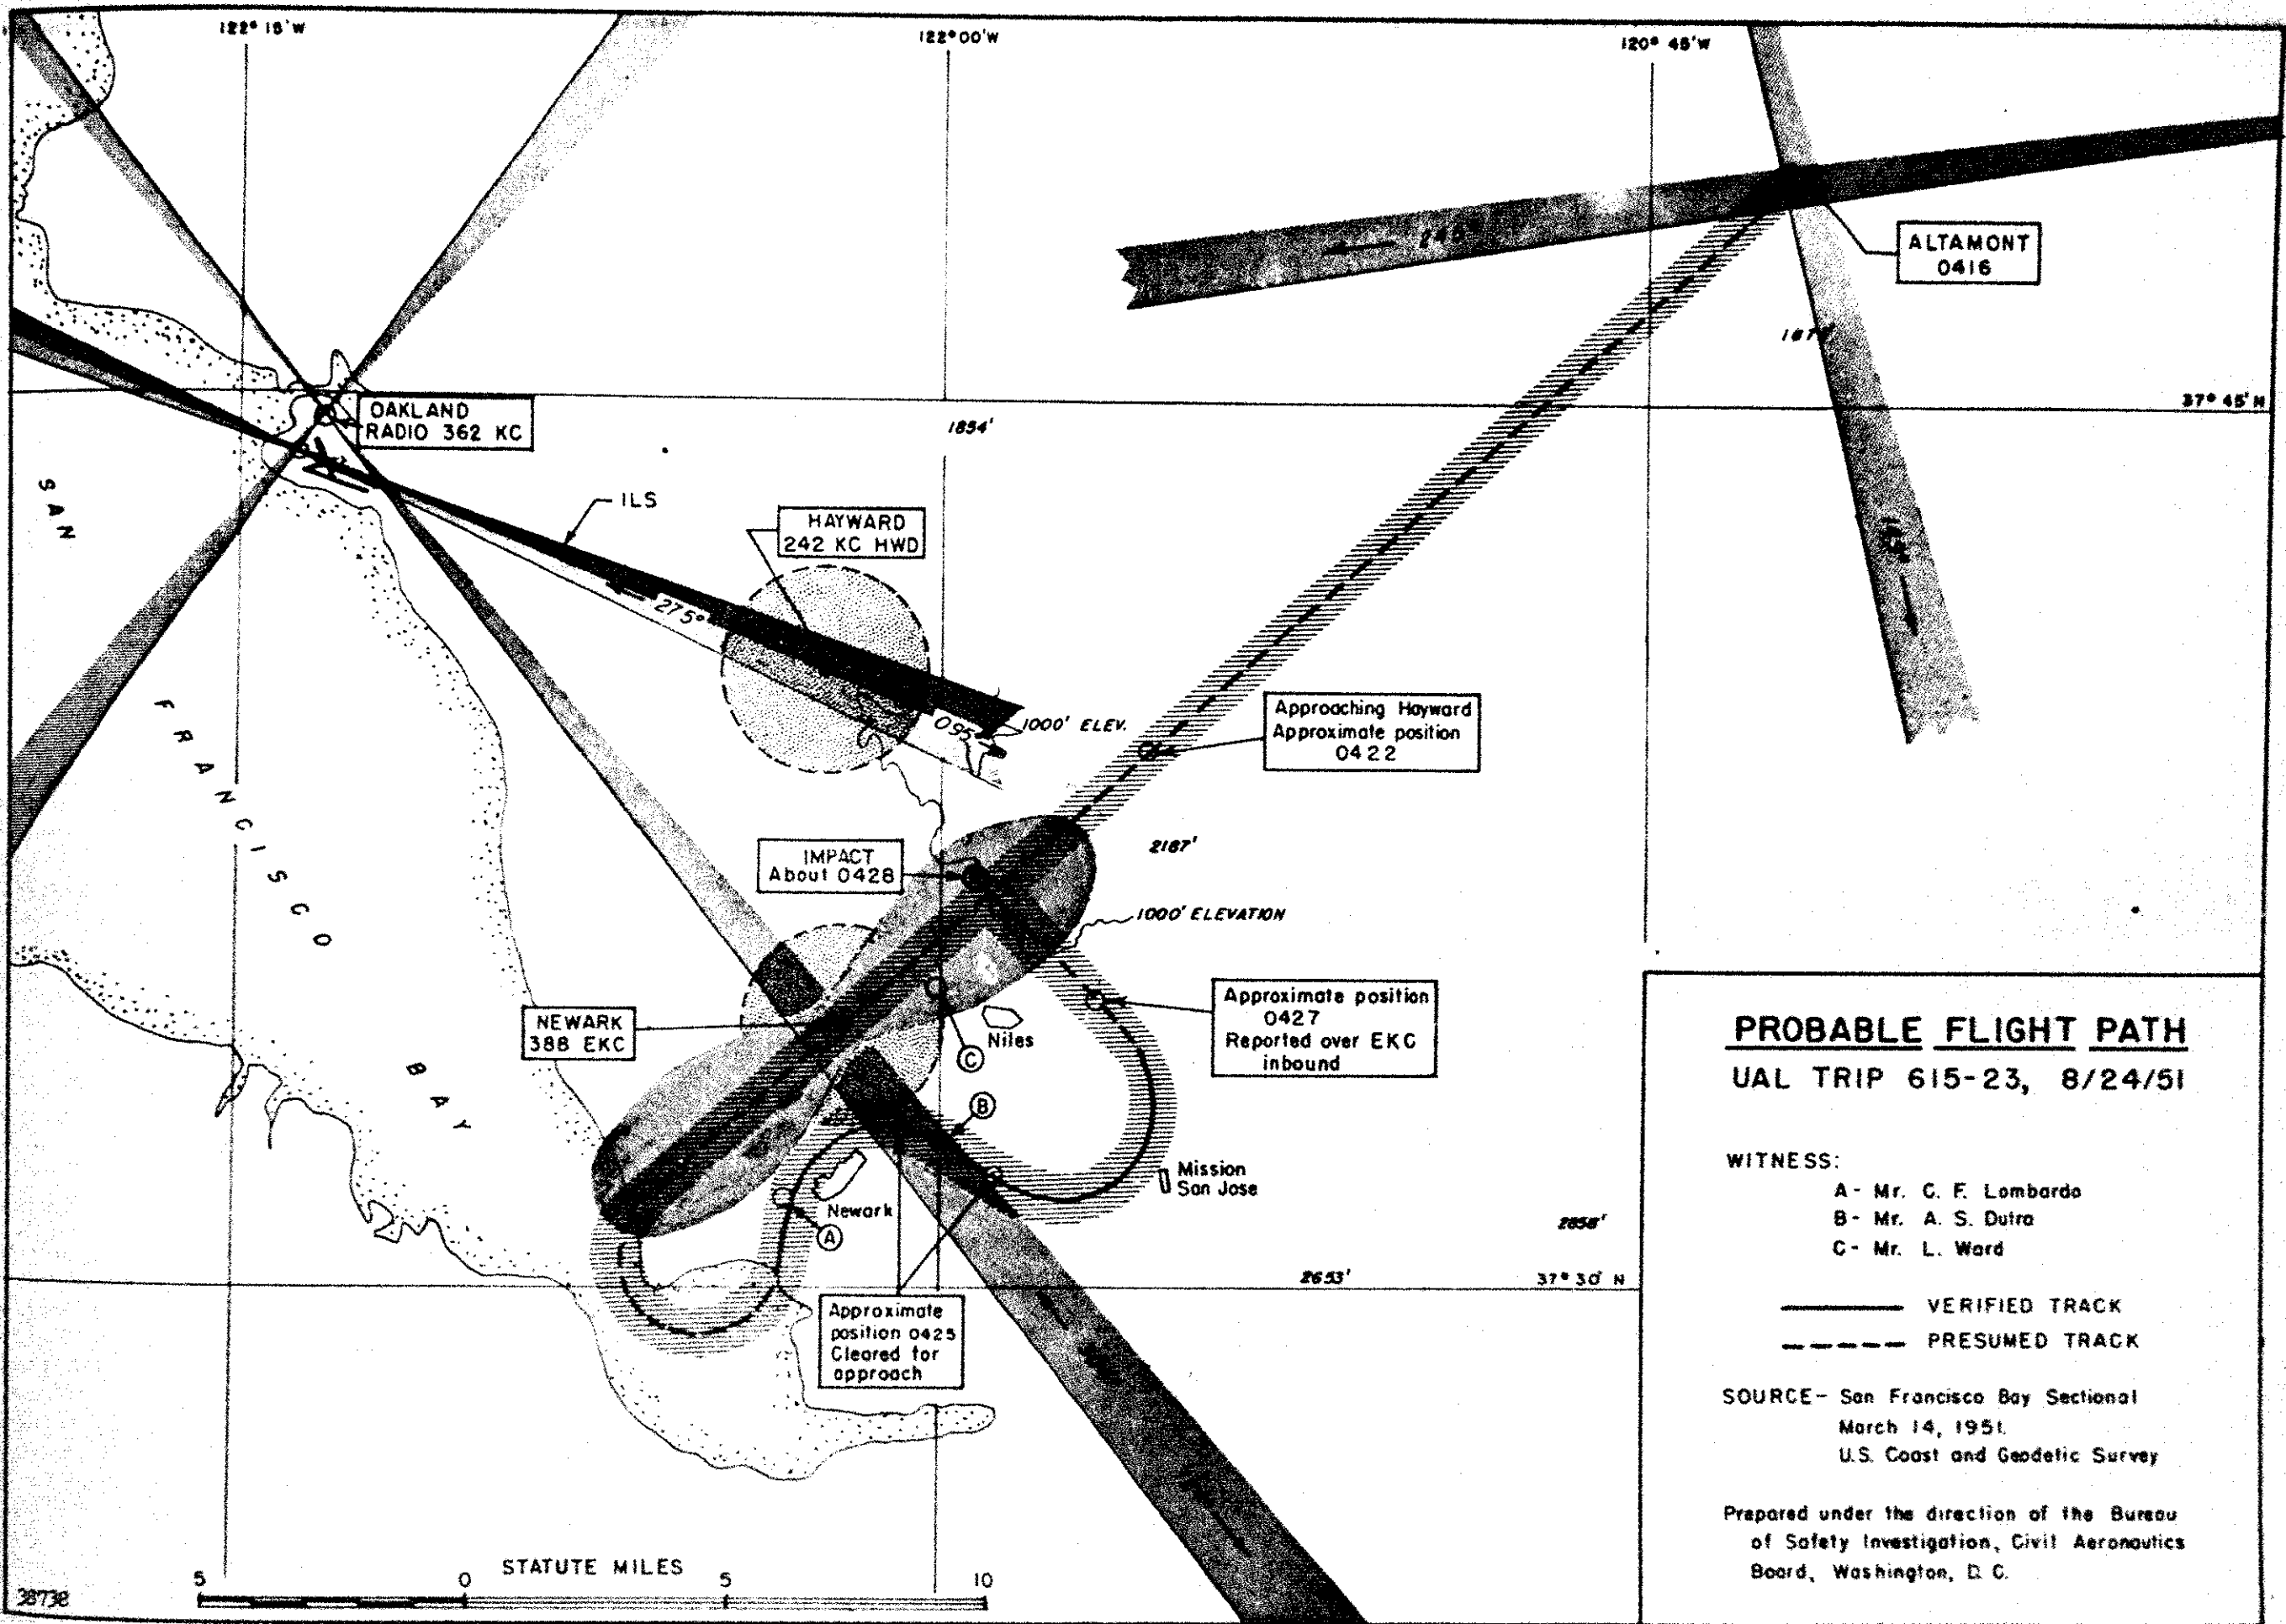 122° 15'W
122° 00'W
120° 45'W
245°
ALTAMONT
0416
OAKLAND
RADIO 362 KC
37° 45' N
1854'
SAN
FRANCISCO
BAY
ILS
HAYWARD
242 KC HWD
275°
095
1000' ELEV.
Approaching Hayward
Approximate position
0422
IMPACT
About 0428
2187'
1000' ELEVATION
NEWARK
388 EKC
Niles
C
Approximate position
0427
Reported over EKC
inbound
B
Mission
San Jose
Newark
A
2658'
2653'
37° 30' N
Approximate
position 0425
Cleared for
approach
PROBABLE FLIGHT PATH
UAL TRIP 615-23, 8/24/51
WITNESS:
A - Mr. C. F. Lombardo
B - Mr. A. S. Dutra
C - Mr. L. Ward
VERIFIED TRACK
PRESUMED TRACK
SOURCE - San Francisco Bay Sectional
March 14, 1951.
U.S. Coast and Geodetic Survey
Prepared under the direction of the Bureau
of Safety Investigation, Civil Aeronautics
Board, Washington, D. C.
STATUTE MILES
5 0 5 10
28738